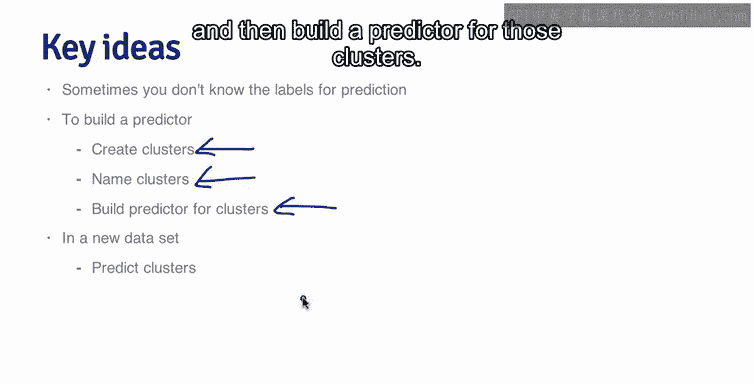 and then build a predictor for those
clusters.
Key ideas
· Sometimes you don't know the labels for prediction
· To build a predictor
- Create clusters
- Name clusters
- Build predictor for clusters
· In a new data set
- Predict clusters